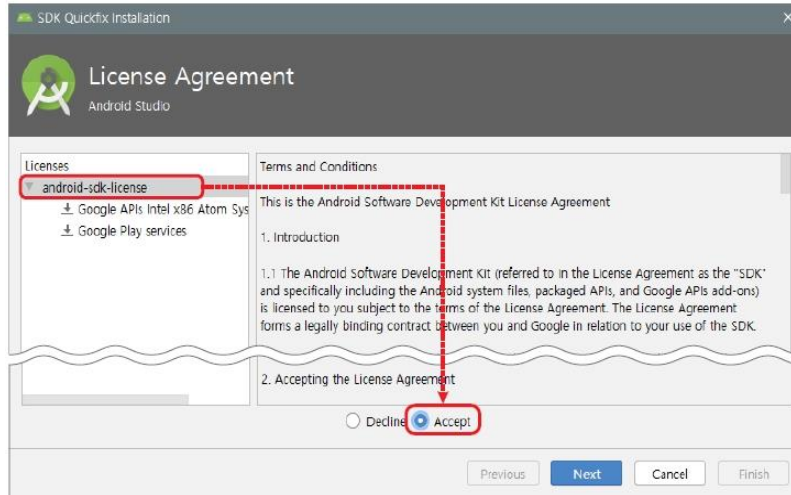 SDK Quickfix Installation
License Agreement
Android Studio
Licenses
android-sdk-license
Google APIs Intel x86 Atom Sys
Google Play services
Terms and Conditions
This is the Android Software Development Kit License Agreement
1. Introduction
1.1 The Android Software Development Kit (referred to in the License Agreement as the "SDK"
and specifically including the Android system files, packaged APIs, and Google APIs add-ons)
is licensed to you subject to the terms of the License Agreement. The License Agreement
forms a legally binding contract between you and Google in relation to your use of the SDK.
2. Accepting the License Agreement
Decline Accept
Previous Next Cancel Finish